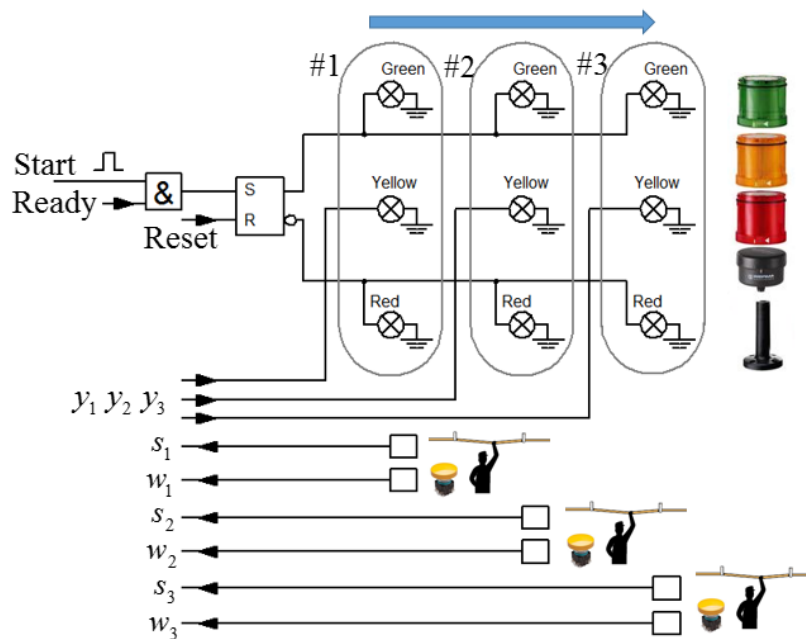 #1 #2 #3
Green Green Green
Start
Ready
&
S
R
Reset
Yellow Yellow Yellow
Red Red Red
y1 y2 y3
s1
w1
s2
w2
s3
w3